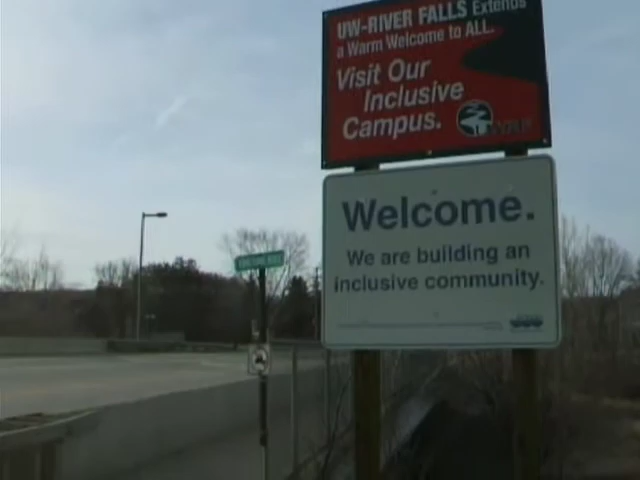 UW-RIVER FALLS Extends
a Warm Welcome to ALL.
Visit Our
Inclusive
Campus.
Welcome.
We are building an
inclusive community.